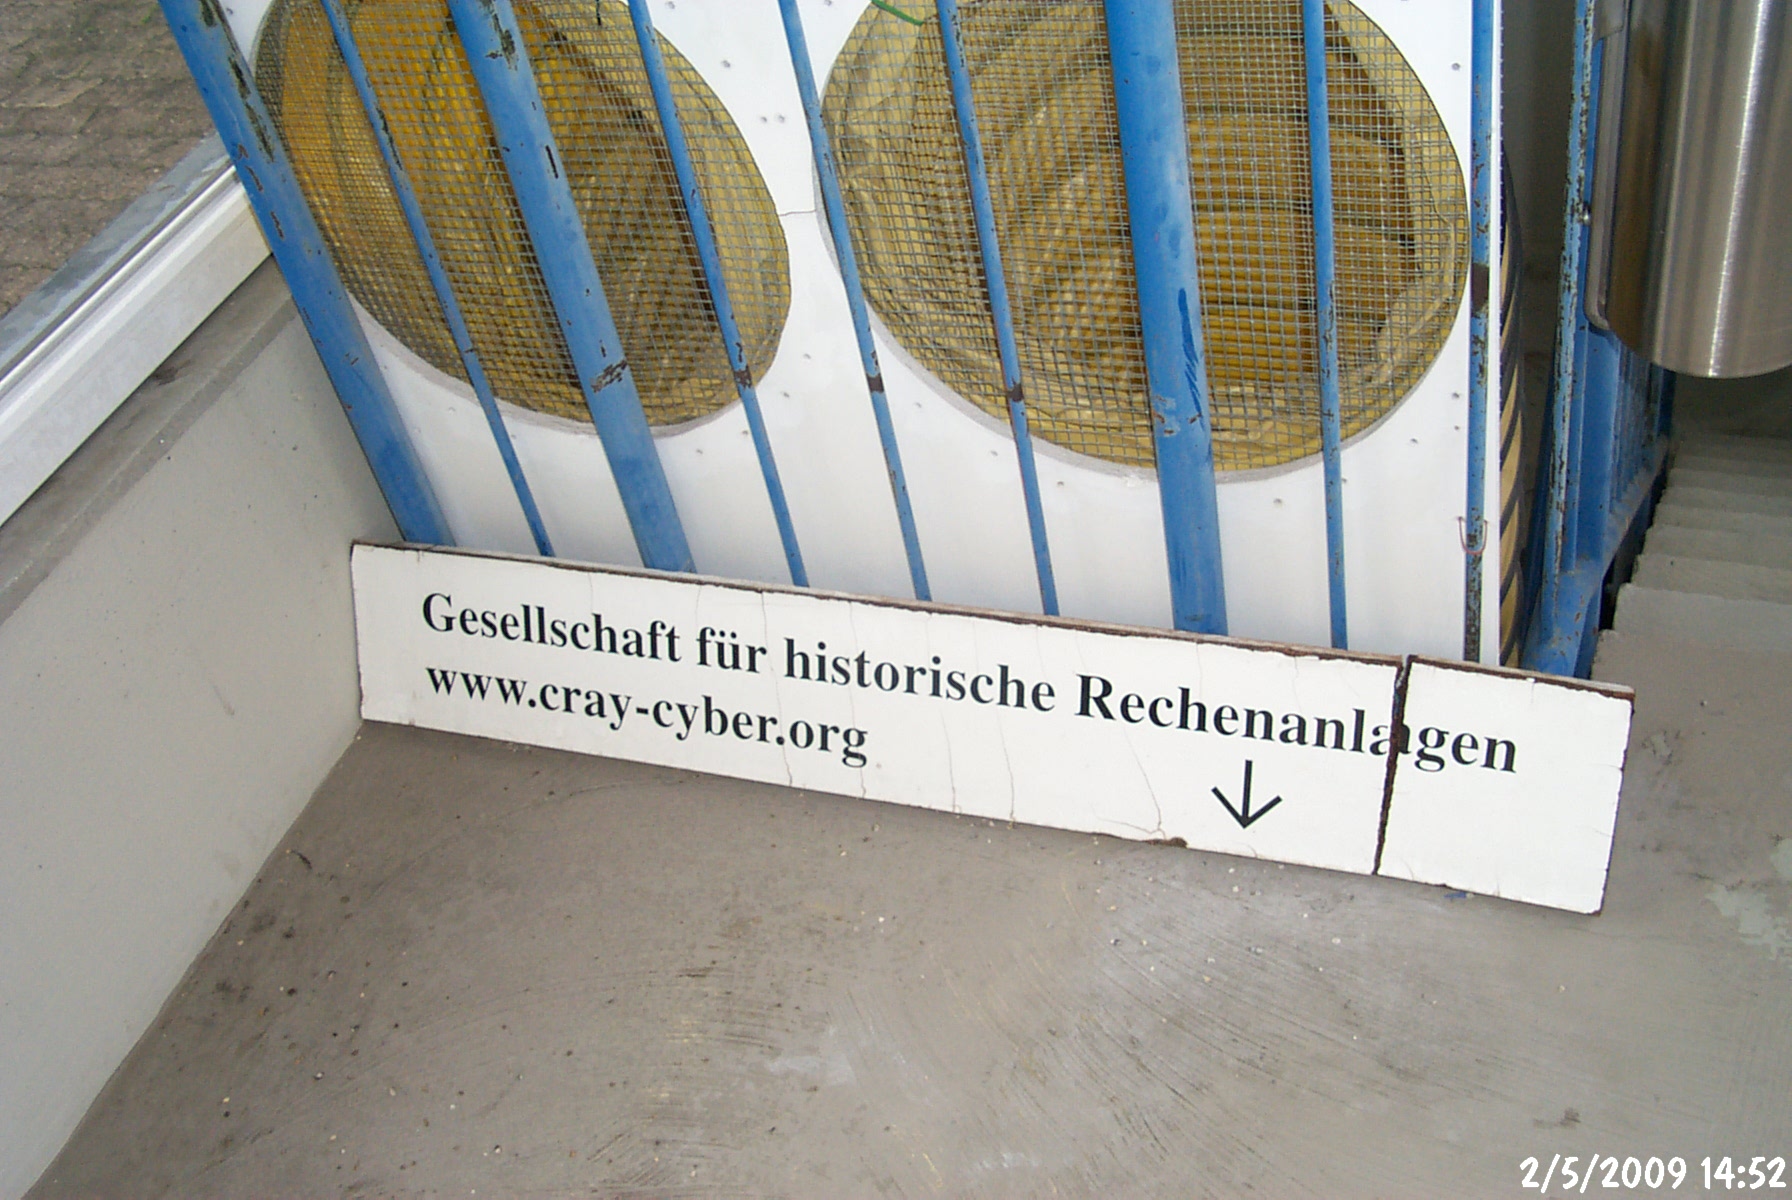 Gesellschaft für historische Rechenanlagen
www.cray-cyber.org
↓
2/5/2009 14:52